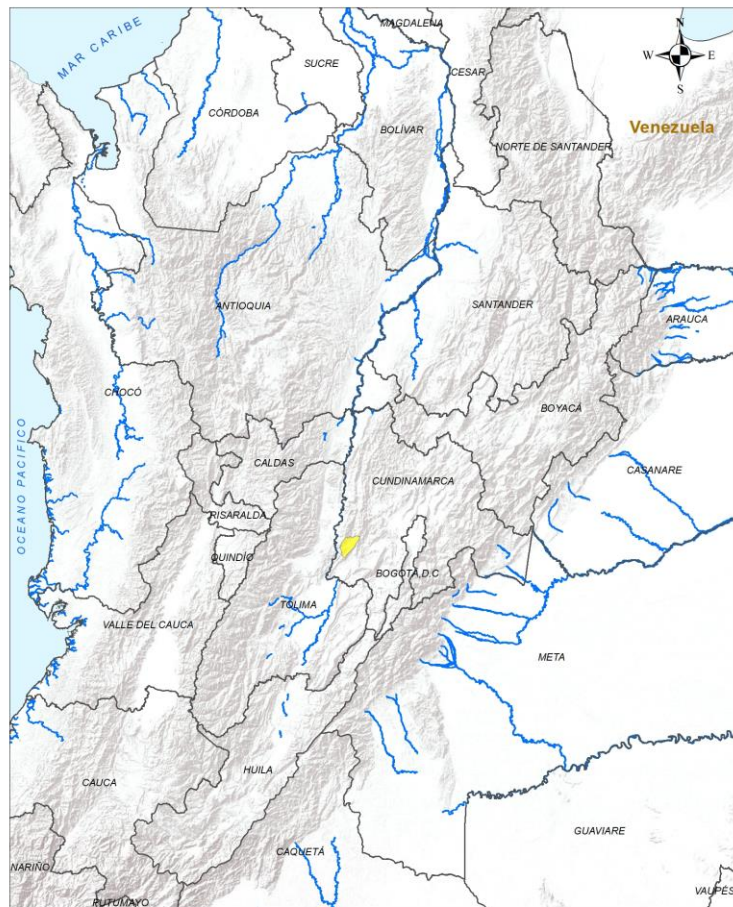 MAGDALENA
N
MAR CARIBE
SUCRE
W
E
CESAR
S
CÓRDOBA
BOLÍVAR
Venezuela
NORTE DE SANTANDER
ANTIOQUIA
SANTANDER
ARAUCA
CHOCÓ
BOYACÁ
OCEANO PACIFICO
CALDAS
CASANARE
CUNDINAMARCA
RISARALDA
QUINDÍO
BOGOTÁ,D.C
TOLIMA
VALLE DEL CAUCA
META
HUILA
CAUCA
GUAVIARE
CAQUETÁ
NARIÑO
VAUPÉS
PUTUMAYO